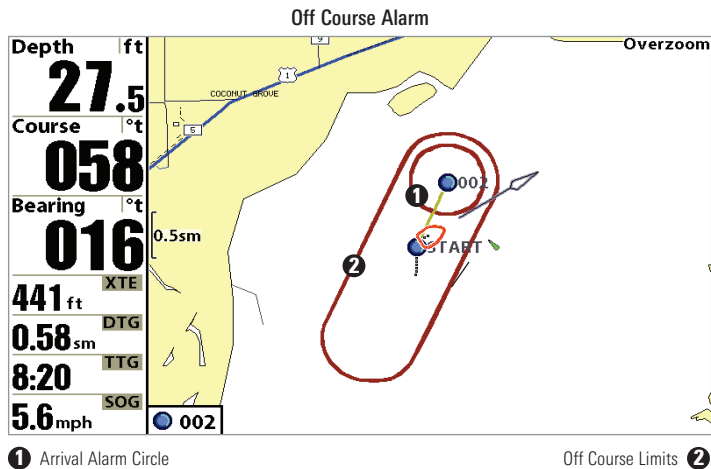 Off Course Alarm
Depth ft
27.5
Course °t
058
Bearing °t
016
XTE
441 ft
DTG
0.58 sm
TTG
8:20
SOG
5.6 mph
Overzoom
9
1
COCONUT GROVE
5
0.5sm
002
1
START
2
002
1 Arrival Alarm Circle
Off Course Limits 2